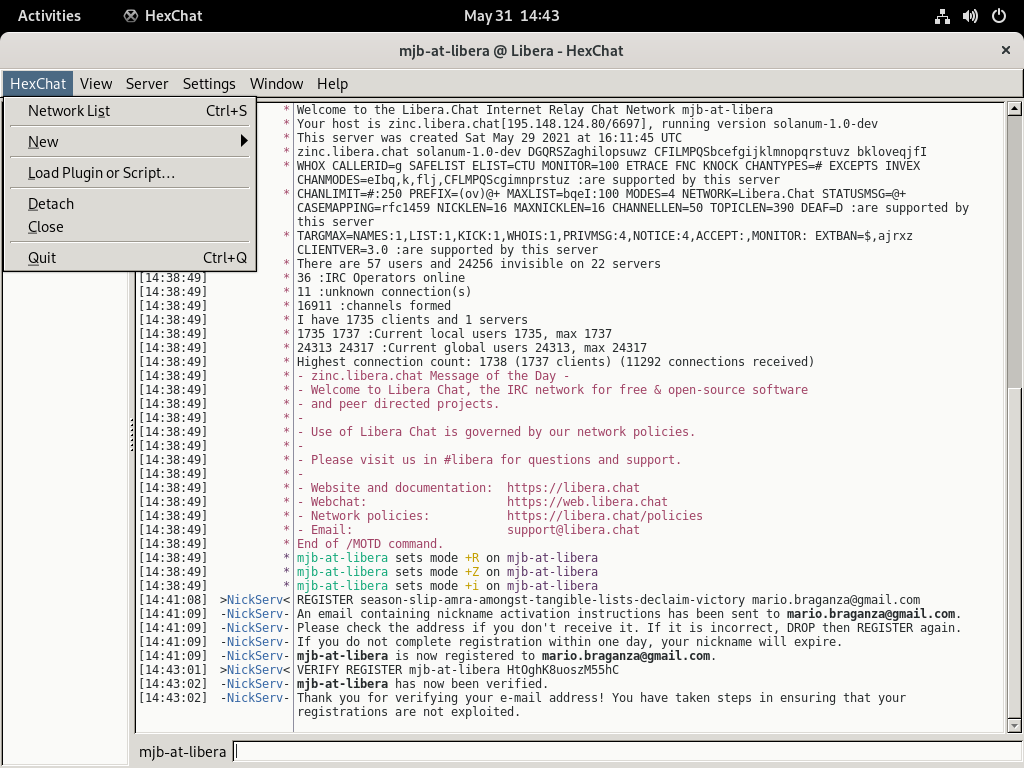 Activities HexChat May 31 14:43
mjb-at-libera @ Libera - HexChat ×
HexChat View Server Settings Window Help
Network List Ctrl+S
New
Load Plugin or Script...
Detach
Close
Quit Ctrl+Q
* Welcome to the Libera.Chat Internet Relay Chat Network mjb-at-libera
* Your host is zinc.libera.chat[195.148.124.80/6697], running version solanum-1.0-dev
* This server was created Sat May 29 2021 at 16:11:45 UTC
* zinc.libera.chat solanum-1.0-dev DGQRSZaghilopsuwz CFILMPQSbcefgijklmnopqrstuvz bkloveqjfI
* WHOX CALLERID=g SAFELIST ELIST=CTU MONITOR=100 ETRACE FNC KNOCK CHANTYPES=# EXCEPTS INVEX
CHANMODES=eIbq,k,flj,CFLMPQScgimnprstuz :are supported by this server
* CHANLIMIT=#:250 PREFIX=(ov)@+ MAXLIST=bqeI:100 MODES=4 NETWORK=Libera.Chat STATUSMSG=@+
CASEMAPPING=rfc1459 NICKLEN=16 MAXNICKLEN=16 CHANNELLEN=50 TOPICLEN=390 DEAF=D :are supported by
this server
* TARGMAX=NAMES:1,LIST:1,KICK:1,WHOIS:1,PRIVMSG:4,NOTICE:4,ACCEPT:,MONITOR: EXTBAN=$,ajrxz
CLIENTVER=3.0 :are supported by this server
* There are 57 users and 24256 invisible on 22 servers
[14:38:49] * 36 :IRC Operators online
[14:38:49] * 11 :unknown connection(s)
[14:38:49] * 16911 :channels formed
[14:38:49] * I have 1735 clients and 1 servers
[14:38:49] * 1735 1737 :Current local users 1735, max 1737
[14:38:49] * 24313 24317 :Current global users 24313, max 24317
[14:38:49] * Highest connection count: 1738 (1737 clients) (11292 connections received)
[14:38:49] * - zinc.libera.chat Message of the Day -
[14:38:49] * - Welcome to Libera Chat, the IRC network for free & open-source software
[14:38:49] * - and peer directed projects.
[14:38:49] * -
[14:38:49] * - Use of Libera Chat is governed by our network policies.
[14:38:49] * -
[14:38:49] * - Please visit us in #libera for questions and support.
[14:38:49] * -
[14:38:49] * - Website and documentation: https://libera.chat
[14:38:49] * - Webchat: https://web.libera.chat
[14:38:49] * - Network policies: https://libera.chat/policies
[14:38:49] * - Email: support@libera.chat
[14:38:49] * End of /MOTD command.
[14:38:49] * mjb-at-libera sets mode +R on mjb-at-libera
[14:38:49] * mjb-at-libera sets mode +Z on mjb-at-libera
[14:38:49] * mjb-at-libera sets mode +i on mjb-at-libera
[14:41:08] >NickServ< REGISTER season-slip-amra-amongst-tangible-lists-declaim-victory mario.braganza@gmail.com
[14:41:09] -NickServ- An email containing nickname activation instructions has been sent to mario.braganza@gmail.com.
[14:41:09] -NickServ- Please check the address if you don't receive it. If it is incorrect, DROP then REGISTER again.
[14:41:09] -NickServ- If you do not complete registration within one day, your nickname will expire.
[14:41:09] -NickServ- mjb-at-libera is now registered to mario.braganza@gmail.com.
[14:43:01] >NickServ< VERIFY REGISTER mjb-at-libera HtOghK8uoszM55hC
[14:43:02] -NickServ- mjb-at-libera has now been verified.
[14:43:02] -NickServ- Thank you for verifying your e-mail address! You have taken steps in ensuring that your
registrations are not exploited.
mjb-at-libera